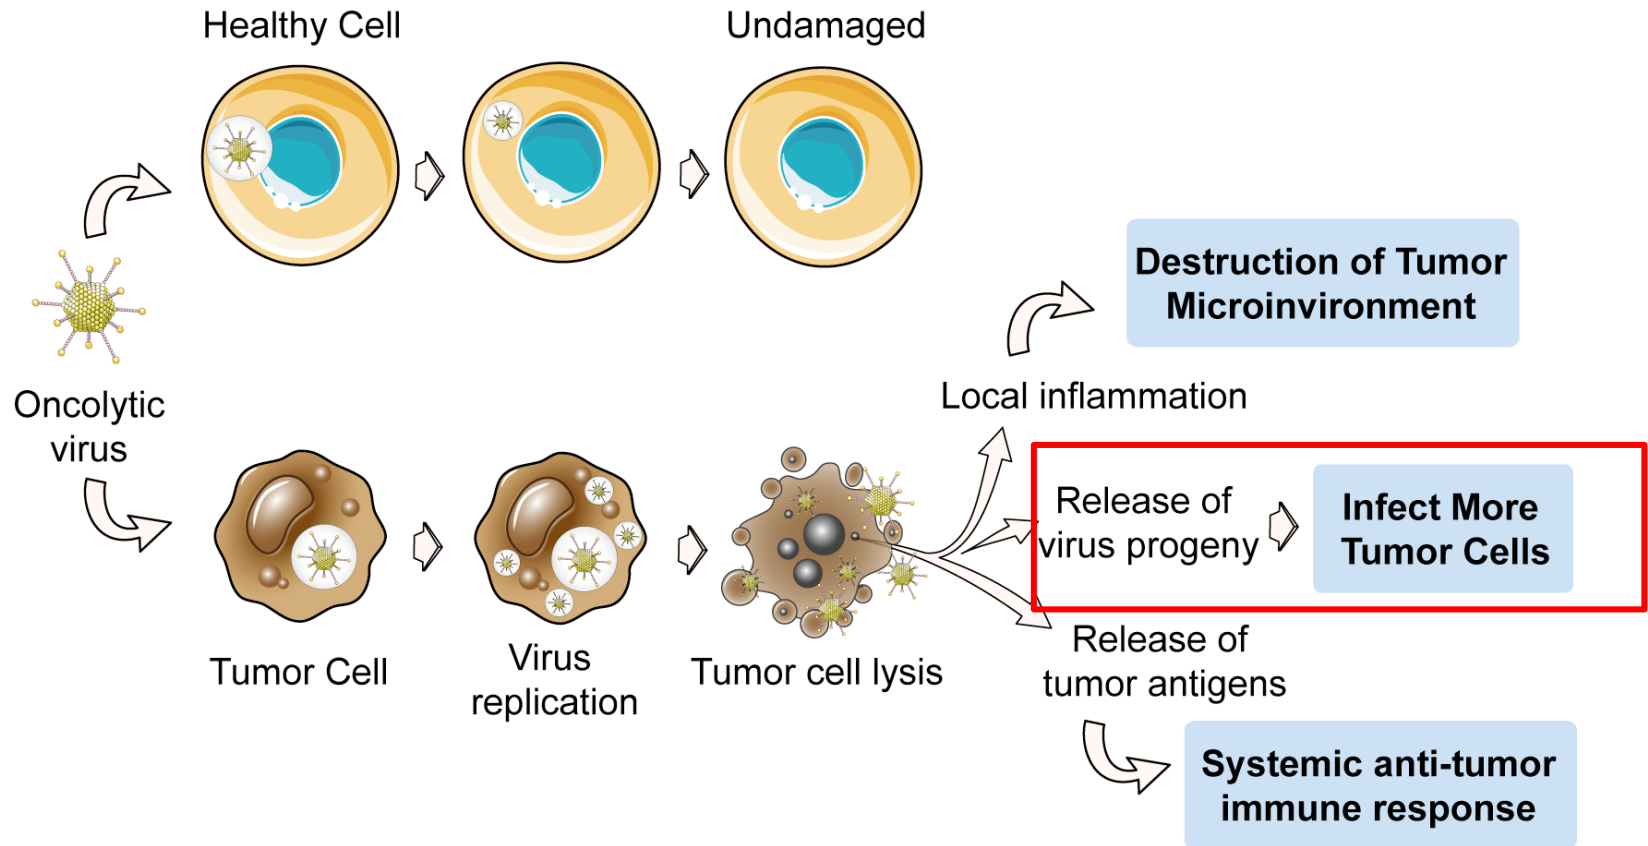 Healthy Cell
Undamaged
Oncolytic
virus
Tumor Cell
Virus
replication
Tumor cell lysis
Local inflammation
Destruction of Tumor
Microinvironment
Release of
virus progeny
Infect More
Tumor Cells
Release of
tumor antigens
Systemic anti-tumor
immune response